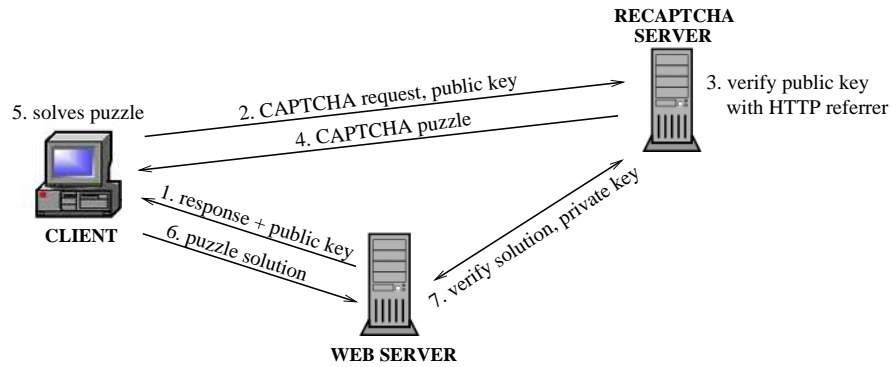 RECAPTCHA
SERVER
3. verify public key
with HTTP referrer
2. CAPTCHA request, public key
5. solves puzzle
4. CAPTCHA puzzle
1. response + public key
CLIENT
6. puzzle solution
7. verify solution, private key
WEB SERVER